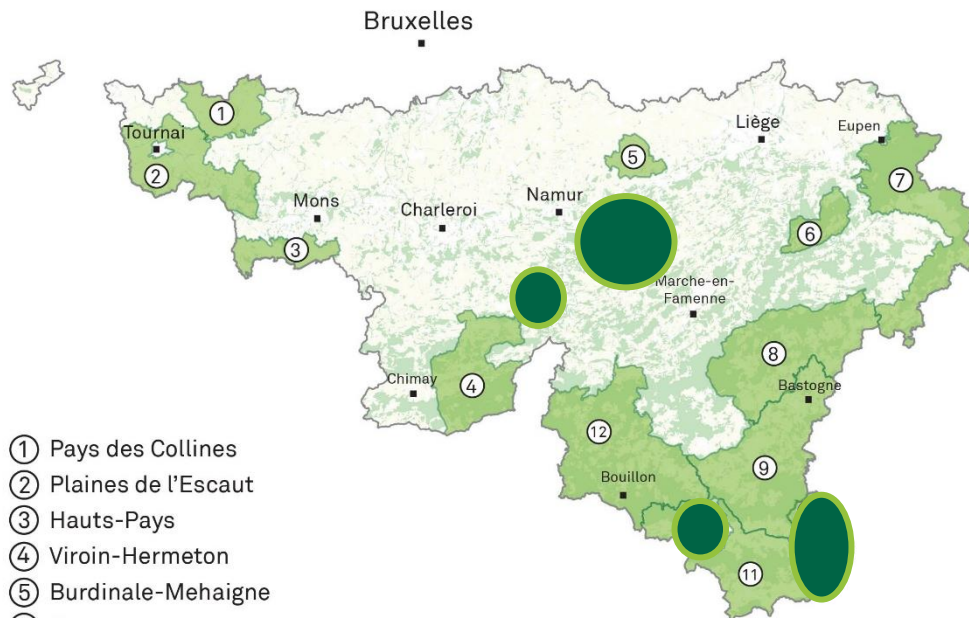 Bruxelles
1
Tournai
2
Mons
3
Charleroi
Namur
5
Liège
Eupen
7
6
Marche-en-
Famenne
Chimay
4
8
Bastogne
12
9
Bouillon
11
1 Pays des Collines
2 Plaines de l'Escaut
3 Hauts-Pays
4 Viroin-Hermeton
5 Burdinale-Mehaigne